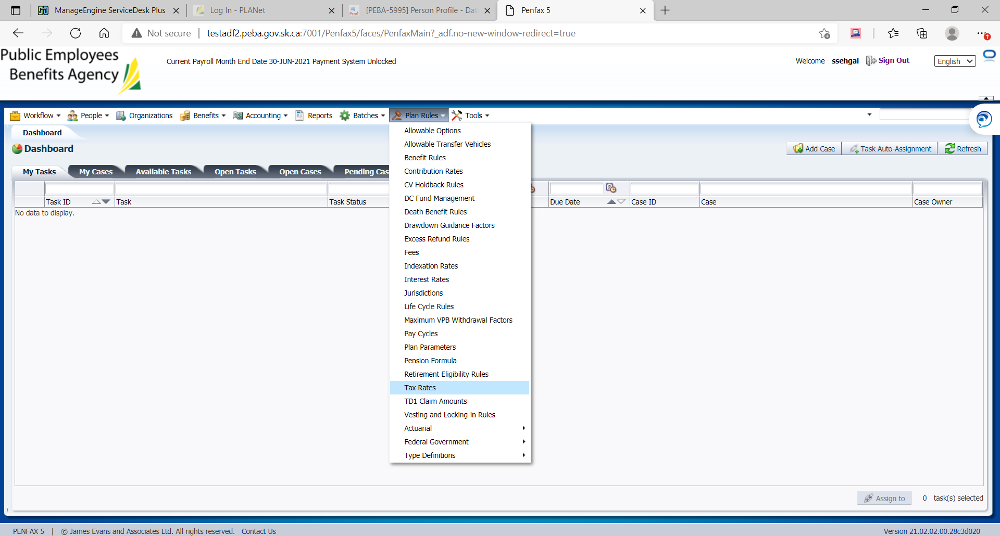 ManageEngine ServiceDesk Plus
Log In - PLANet
[PEBA-5995] Person Profile - Dat
Penfax 5
Not secure
testadf2.peba.gov.sk.ca:7001/Penfax5/faces/PenfaxMain?_adf.no-new-window-redirect=true
Public Employees
Benefits Agency
Current Payroll Month End Date 30-JUN-2021 Payment System Unlocked
Welcome ssehgal Sign Out
English
Workflow People Organizations Benefits Accounting Reports Batches Plan Rules Tools
Dashboard
Dashboard
Add Case Task Auto-Assignment Refresh
My Tasks My Cases Available Tasks Open Tasks Open Cases Pending Cas
Task ID Task Task Status Due Date Case ID Case Case Owner
No data to display.
Allowable Options
Allowable Transfer Vehicles
Benefit Rules
Contribution Rates
CV Holdback Rules
DC Fund Management
Death Benefit Rules
Drawdown Guidance Factors
Excess Refund Rules
Fees
Indexation Rates
Interest Rates
Jurisdictions
Life Cycle Rules
Maximum VPB Withdrawal Factors
Pay Cycles
Plan Parameters
Pension Formula
Retirement Eligibility Rules
Tax Rates
TD1 Claim Amounts
Vesting and Locking-in Rules
Actuarial
Federal Government
Type Definitions
Assign to 0 task(s) selected
PENFAX 5 | © James Evans and Associates Ltd. All rights reserved. Contact Us
Version 21.02.02.00.28c3d020